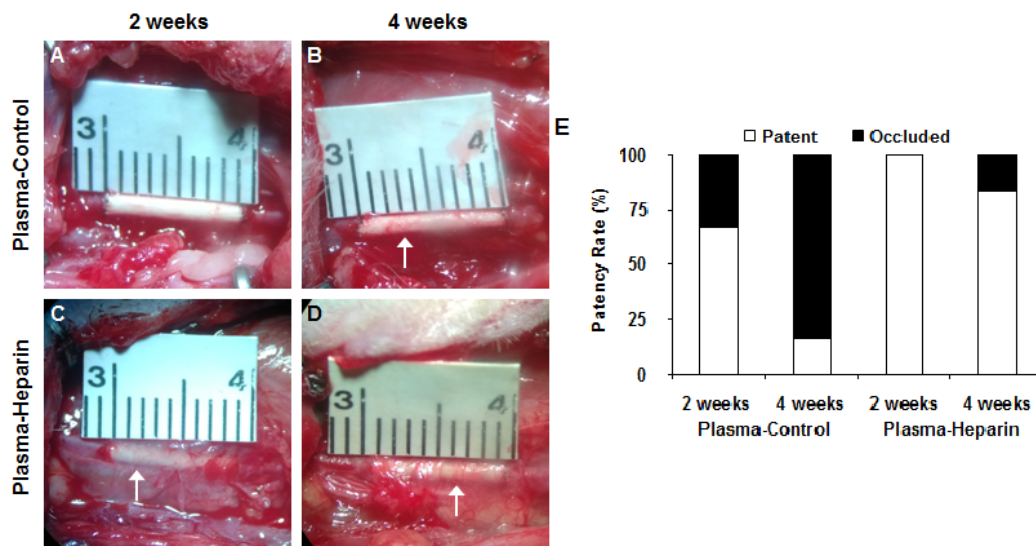 2 weeks
4 weeks
Plasma-Control
Plasma-Heparin
A
3
4
B
3
4
C
3
4
D
3
4
E
Patent
Occluded
Patency Rate (%)
100
75
50
25
0
2 weeks
4 weeks
2 weeks
4 weeks
Plasma-Control
Plasma-Heparin